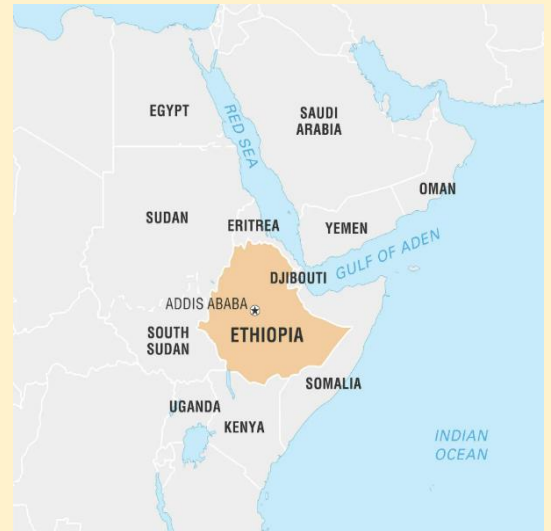 EGYPT
RED SEA
SAUDI
ARABIA
OMAN
SUDAN
ERITREA
YEMEN
GULF OF ADEN
DJIBOUTI
ADDIS ABABA
SOUTH
SUDAN
ETHIOPIA
SOMALIA
UGANDA
KENYA
INDIAN
OCEAN